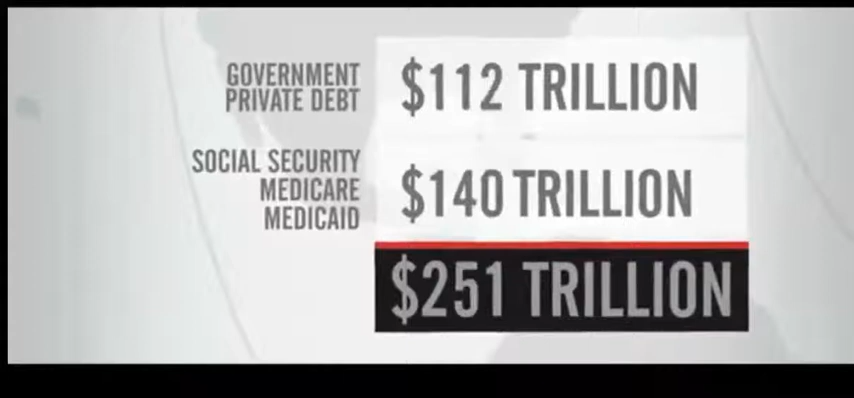 GOVERNMENT
PRIVATE DEBT
$112 TRILLION
SOCIAL SECURITY
MEDICARE
MEDICAID
$140 TRILLION
$251 TRILLION